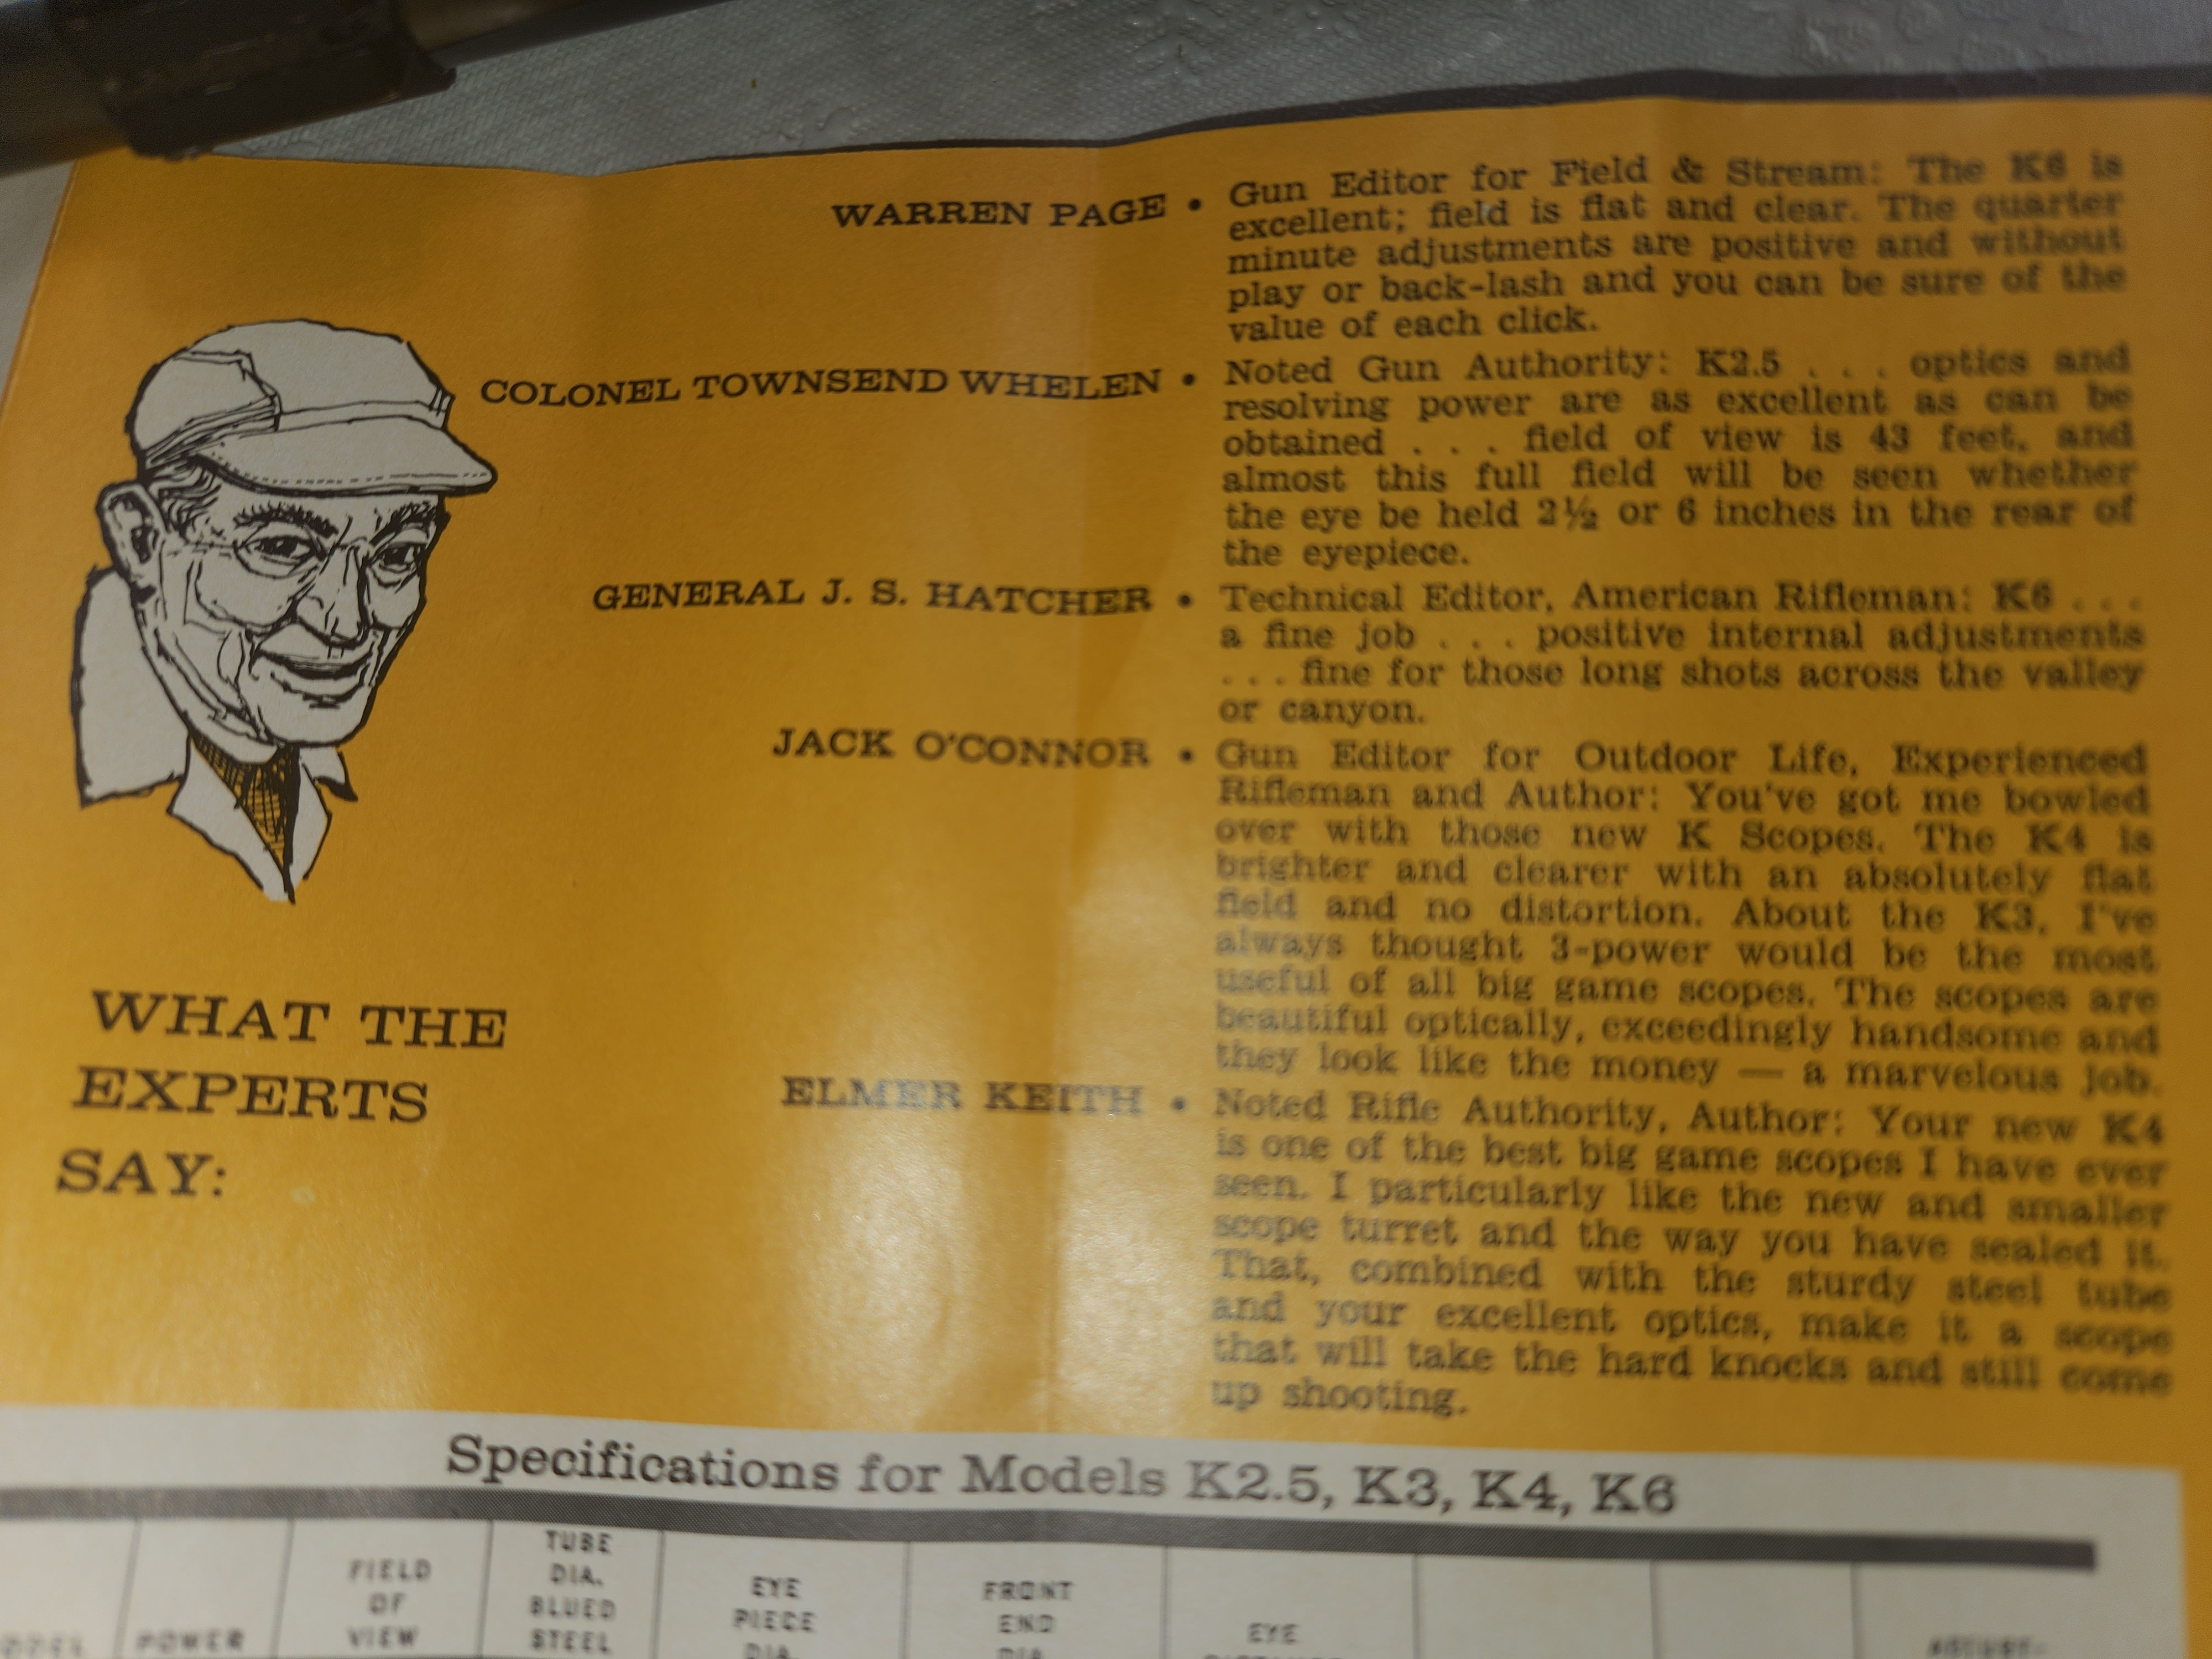 WARREN PAGE • Gun Editor for Field & Stream: The K6 is
excellent; field is flat and clear. The quarter
minute adjustments are positive and without
play or back-lash and you can be sure of the
value of each click.
COLONEL TOWNSEND WHELEN • Noted Gun Authority: K2.5 . . . optics and
resolving power are as excellent as can be
obtained . . . field of view is 43 feet, and
almost this full field will be seen whether
the eye be held 2½ or 6 inches in the rear of
the eyepiece.
GENERAL J. S. HATCHER • Technical Editor, American Rifleman: K6 . . .
a fine job . . . positive internal adjustments
. . . fine for those long shots across the valley
or canyon.
JACK O'CONNOR • Gun Editor for Outdoor Life, Experienced
Rifleman and Author: You've got me bowled
over with those new K Scopes. The K4 is
brighter and clearer with an absolutely flat
field and no distortion. About the K3, I've
always thought 3-power would be the most
useful of all big game scopes. The scopes are
beautiful optically, exceedingly handsome and
they look like the money — a marvelous job.
ELMER KEITH • Noted Rifle Authority, Author: Your new K4
is one of the best big game scopes I have ever
seen. I particularly like the new and smaller
scope turret and the way you have sealed it.
That, combined with the sturdy steel tube
and your excellent optics, make it a scope
that will take the hard knocks and still come
up shooting.
WHAT THE
EXPERTS
SAY:
Specifications for Models K2.5, K3, K4, K6
POWER
FIELD
OF
VIEW
TUBE
DIA.
BLUED
STEEL
EYE
PIECE
DIA.
FRONT
END
DIA.
EYE